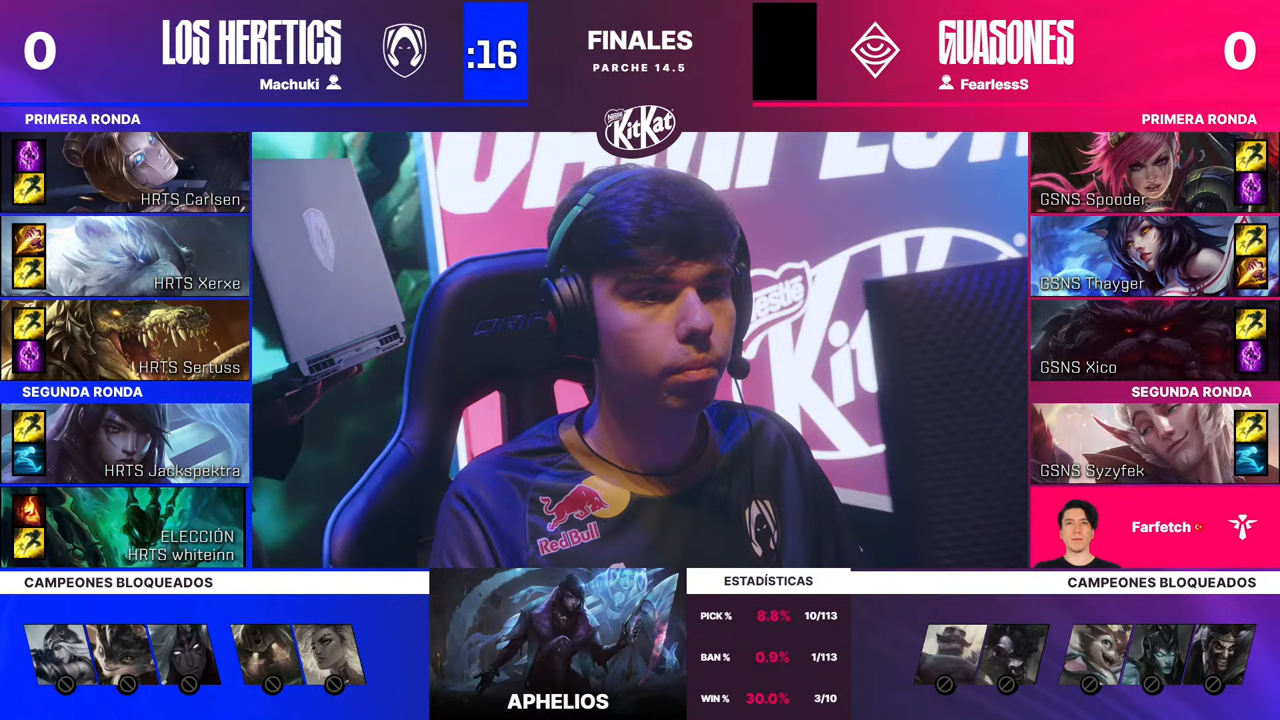 0
LOS HERETICS
Machuki
:16
FINALES
PARCHE 14.5
GUASONES
FearlessS
0
PRIMERA RONDA
Nestlé
KitKat
PRIMERA RONDA
HRTS Carlsen
HRTS Xerxe
HRTS Sertuss
SEGUNDA RONDA
HRTS Jackspektra
ELECCIÓN
HRTS whiteinn
GSNS Spooder
GSNS Thayger
GSNS Xico
SEGUNDA RONDA
GSNS Syzyfek
Farfetch
Nestlé
Red Bull
CAMPEONES BLOQUEADOS
APHELIOS
ESTADÍSTICAS
PICK % 8.8% 10/113
BAN % 0.9% 1/113
WIN % 30.0% 3/10
CAMPEONES BLOQUEADOS